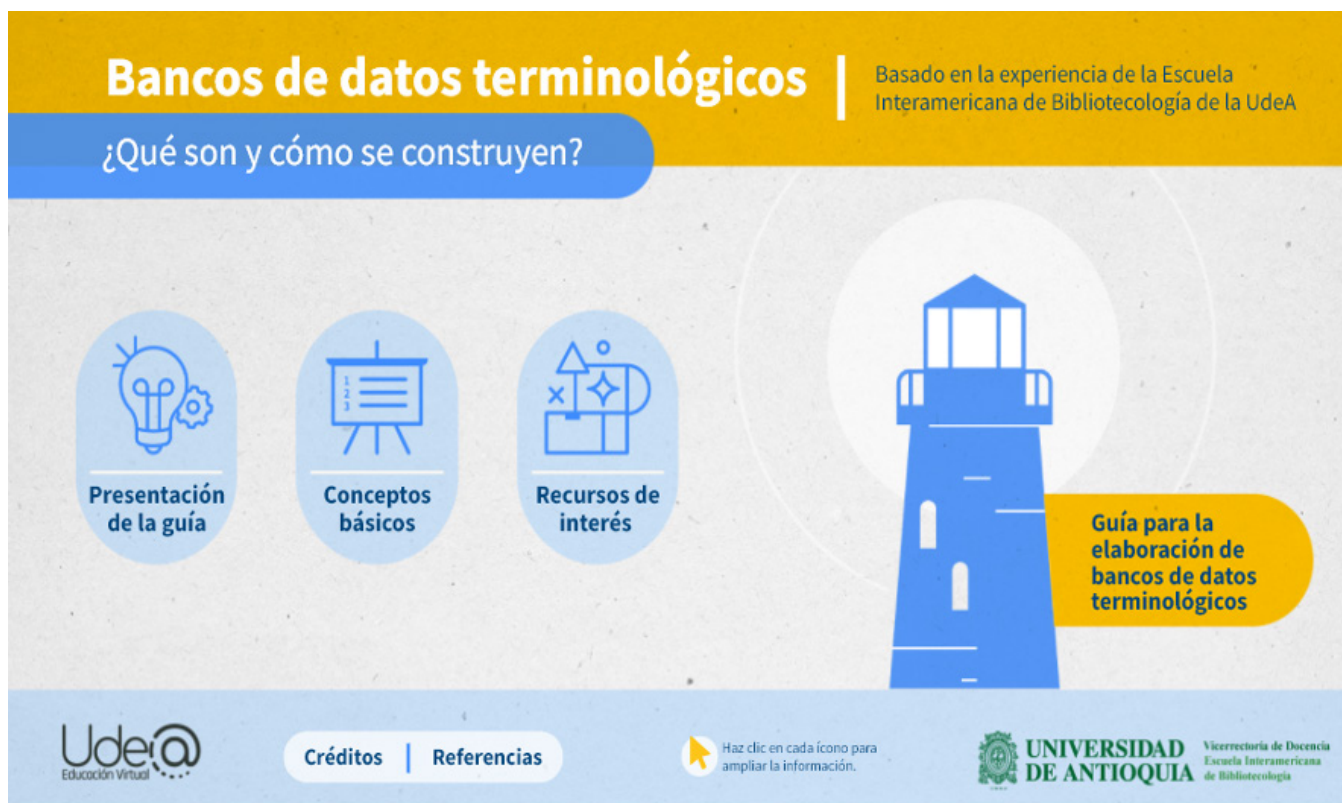 Bancos de datos terminológicos
Basado en la experiencia de la Escuela
Interamericana de Bibliotecología de la UdeA
¿Qué son y cómo se construyen?
Presentación
de la guía
1
2
3
Conceptos
básicos
Recursos de
interés
Guía para la
elaboración de
bancos de datos
terminológicos
Ude@
Educación Virtual
Créditos | Referencias
Haz clic en cada ícono para
ampliar la información.
UNIVERSIDAD
DE ANTIOQUIA
Vicerrectoría de Docencia
Escuela Interamericana
de Bibliotecología